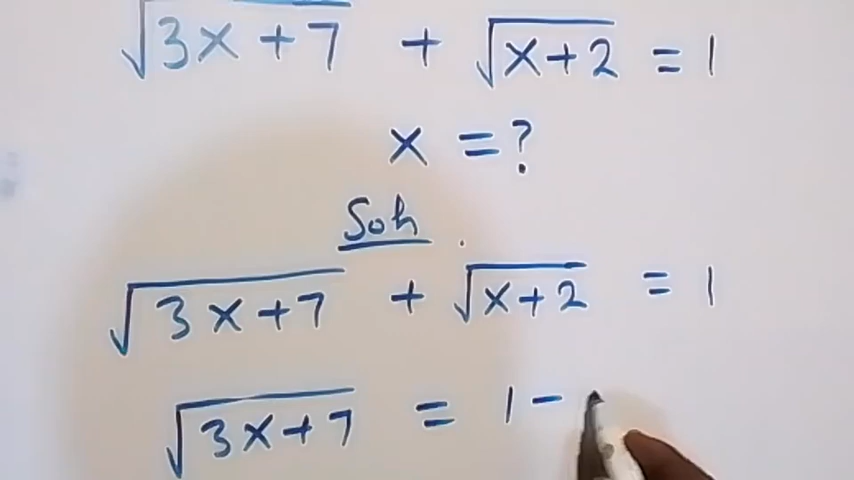 √(3x+7) + √(x+2) = 1
x = ?
Soln.
√(3x+7) + √(x+2) = 1
√(3x+7) = 1 -